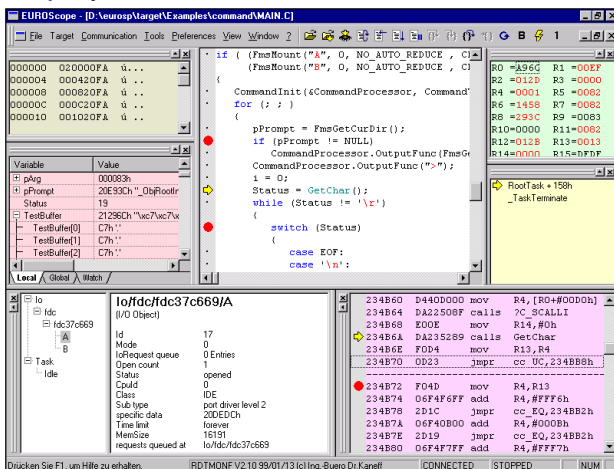 EUROScope - [D:\eurosp\target\Examples\command\MAIN.C]
File Target Communication Tools Preferences View Window ?
000000 020000FA ú...
000004 000420FA ú .
000008 000820FA ú .
00000C 000C20FA ú .
000010 001020FA ú .
Variable Value
pArg 000083h
pPrompt 20E93Ch "_ObjRootIr
Status 19
TestBuffer 21296Ch "\xc7\xc7\x
TestBuffer[0] C7h '.'
TestBuffer[1] C7h '.'
TestBuffer[2] C7h '.'
Local Global Watch
if ( (FmsMount("A", 0, NO_AUTO_REDUCE , Cl
(FmsMount("B", 0, NO_AUTO_REDUCE , Cl
{
CommandInit(&CommandProcessor, Command
for (; ; )
{
pPrompt = FmsGetCurDir();
if (pPrompt != NULL)
CommandProcessor.OutputFunc(FmsGe
CommandProcessor.OutputFunc(">");
i = 0;
Status = GetChar();
while (Status != '\r')
{
switch (Status)
{
case EOF:
case '\n':
R0 =A96C R1 =00EF
R2 =012D R3 =0000
R4 =0001 R5 =0082
R6 =1458 R7 =0082
R8 =293C R9 =0083
R10=0000 R11=0082
R12=012B R13=0013
R14=0000 R15=DFDF
RootTask + 158h
_TaskTerminate
Io
fdc
fdc37c669
A
B
Task
Idle
Io/fdc/fdc37c669/A
(I/O Object)
Id 17
Mode 0
IoRequest queue 0 Entries
Open count 1
Status opened
CpuId 0
Class IDE
Sub type port driver level 2
specific data 20DEDCh
Time limit forever
MemSize 16191
requests queued at Io/fdc/fdc37c669
234B60 D440D000 mov R4,[R0+#00D0h]
234B64 DA22508F calls ?C_SCALLI
234B68 E00E mov R14,#0h
234B6A DA235289 calls GetChar
234B6E F0D4 mov R13,R4
234B70 0D23 jmpr cc_UC,234BB8h
234B72 F04D mov R4,R13
234B74 06F4F6FF add R4,#FFF6h
234B78 2D1C jmpr cc_EQ,234BB2h
234B7A 06F40B00 add R4,#000Bh
234B7E 2D19 jmpr cc_EQ,234BB2h
234B80 06F4F7FF add R4,#FFF7h
Drücken Sie F1, um Hilfe zu erhalten. RDTMONF V2.10 99/01/13 (c) Ing.-Buero Dr.Kaneff CONNECTED STOPPED NUM